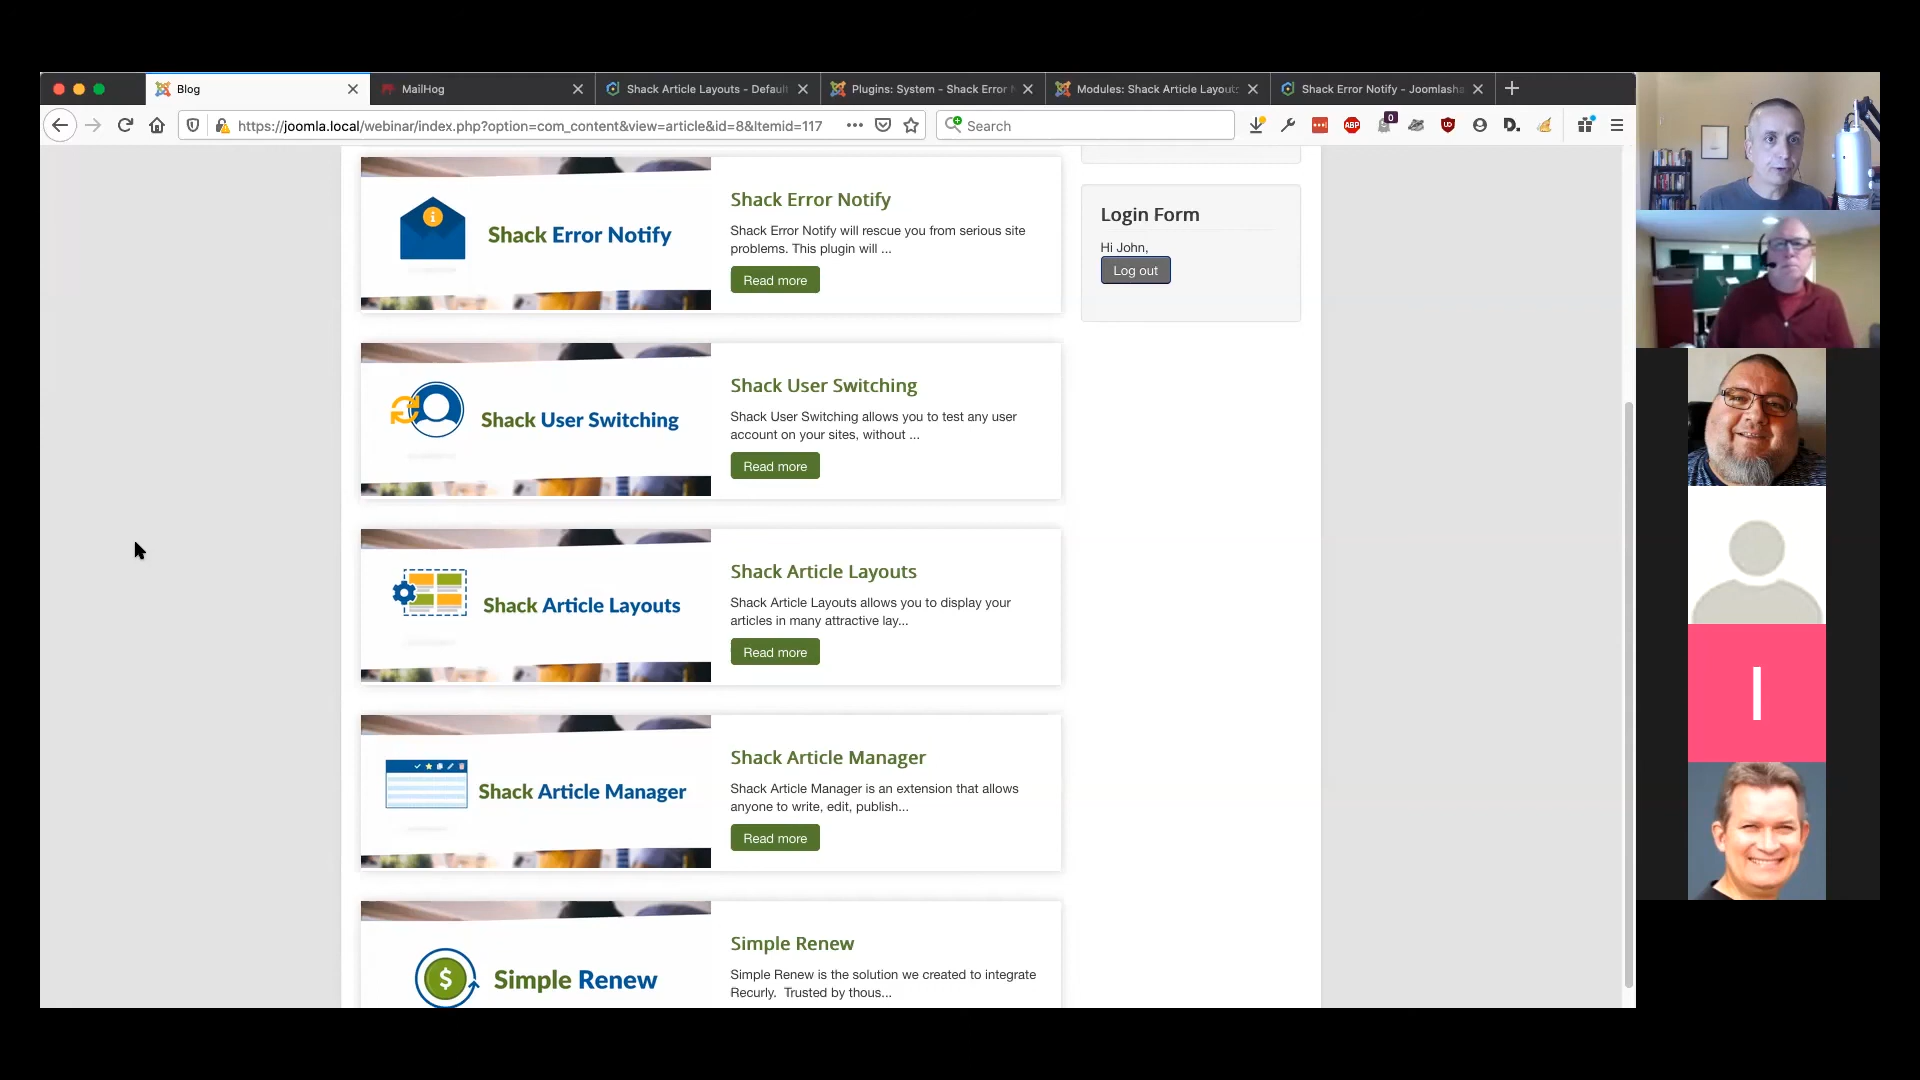 Blog
MailHog
Shack Article Layouts - Default
Plugins: System - Shack Error N
Modules: Shack Article Layouts
Shack Error Notify - Joomlasha
https://joomla.local/webinar/index.php?option=com_content&view=article&id=8&Itemid=117
Search
ABP
0
D.
Shack Error Notify
Shack Error Notify
Shack Error Notify will rescue you from serious site
problems. This plugin will ...
Read more
Login Form
Hi John,
Log out
Shack User Switching
Shack User Switching
Shack User Switching allows you to test any user
account on your sites, without ...
Read more
Shack Article Layouts
Shack Article Layouts
Shack Article Layouts allows you to display your
articles in many attractive lay...
Read more
Shack Article Manager
Shack Article Manager
Shack Article Manager is an extension that allows
anyone to write, edit, publish...
Read more
$
Simple Renew
Simple Renew
Simple Renew is the solution we created to integrate
Recurly. Trusted by thous...
I